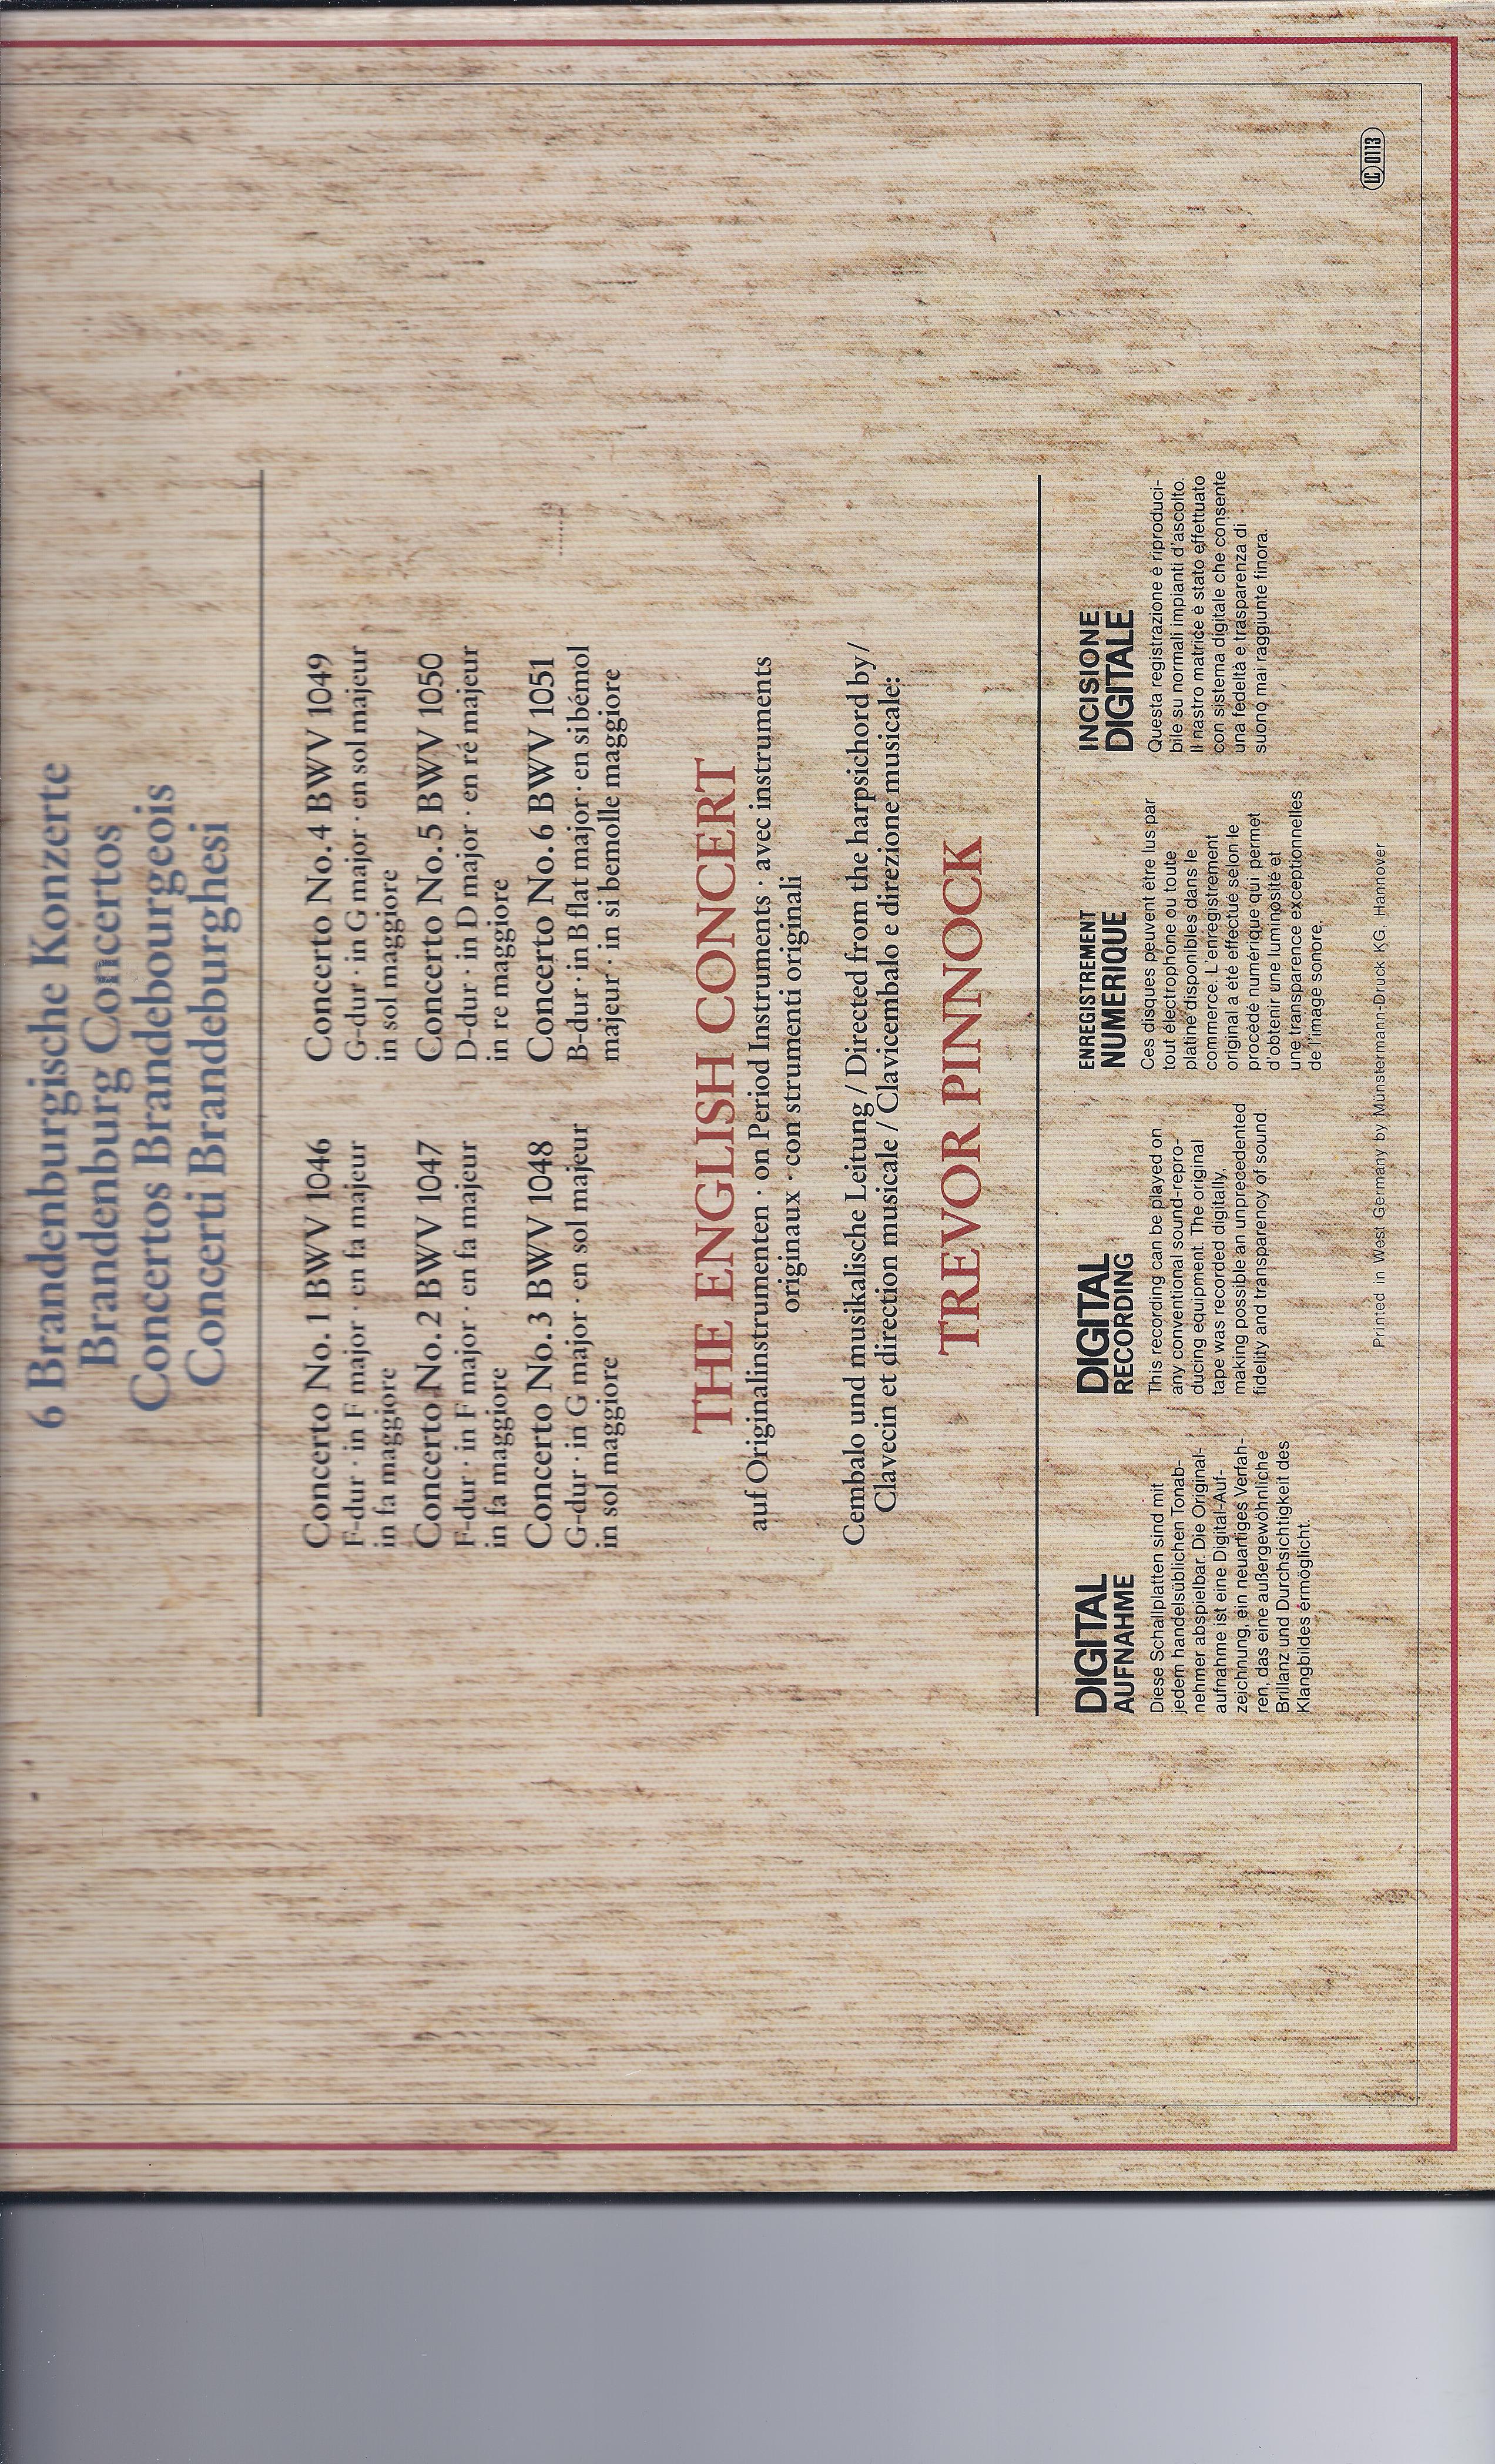 6 Brandenburgische Konzerte
Brandenburg Concertos
Concertos Brandebourgeois
Concerti Brandeburghesi
Concerto No. 1 BWV 1046
F-dur · in F major · en fa majeur
in fa maggiore
Concerto No. 2 BWV 1047
F-dur · in F major · en fa majeur
in fa maggiore
Concerto No. 3 BWV 1048
G-dur · in G major · en sol majeur
in sol maggiore
Concerto No. 4 BWV 1049
G-dur · in G major · en sol majeur
in sol maggiore
Concerto No. 5 BWV 1050
D-dur · in D major · en ré majeur
in re maggiore
Concerto No. 6 BWV 1051
B-dur · in B flat major · en si bémol
majeur · in si bemolle maggiore
THE ENGLISH CONCERT
auf Originalinstrumenten · on Period Instruments · avec instruments
originaux · con strumenti originali
Cembalo und musikalische Leitung / Directed from the harpsichord by /
Clavecin et direction musicale / Clavicembalo e direzione musicale:
TREVOR PINNOCK
DIGITAL
AUFNAHME
Diese Schallplatten sind mit
jedem handelsüblichen Tonab-
nehmer abspielbar. Die Original-
aufnahme ist eine Digital-Auf-
zeichnung, ein neuartiges Verfah-
ren, das eine außergewöhnliche
Brillanz und Durchsichtigkeit des
Klangbildes ermöglicht.
DIGITAL
RECORDING
This recording can be played on
any conventional sound-repro-
ducing equipment. The original
tape was recorded digitally,
making possible an unprecedented
fidelity and transparency of sound.
ENREGISTREMENT
NUMERIQUE
Ces disques peuvent être lus par
tout électrophone ou toute
platine disponibles dans le
commerce. L'enregistrement
original a été effectué selon le
procédé numérique qui permet
d'obtenir une luminosité et
une transparence exceptionnelles
de l'image sonore.
INCISIONE
DIGITALE
Questa registrazione è riproduci-
bile su normali impianti d'ascolto.
Il nastro matrice è stato effettuato
con sistema digitale che consente
una fedeltà e trasparenza di
suono mai raggiunte finora.
Printed in West Germany by Münstermann-Druck KG, Hannover
LC 0113